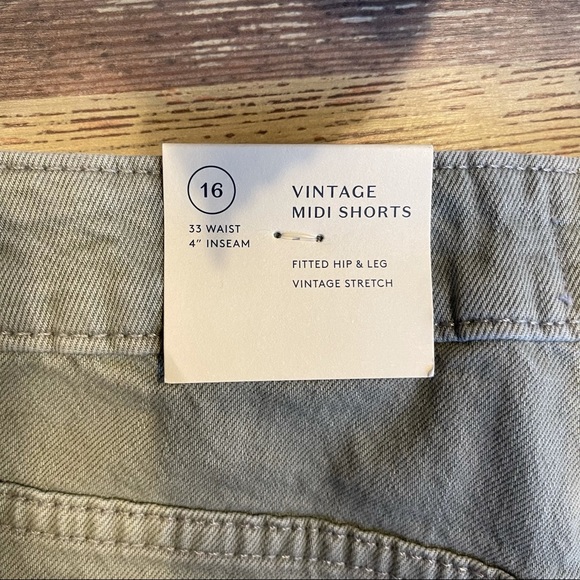 16
33 WAIST
4" INSEAM
VINTAGE
MIDI SHORTS
FITTED HIP & LEG
VINTAGE STRETCH